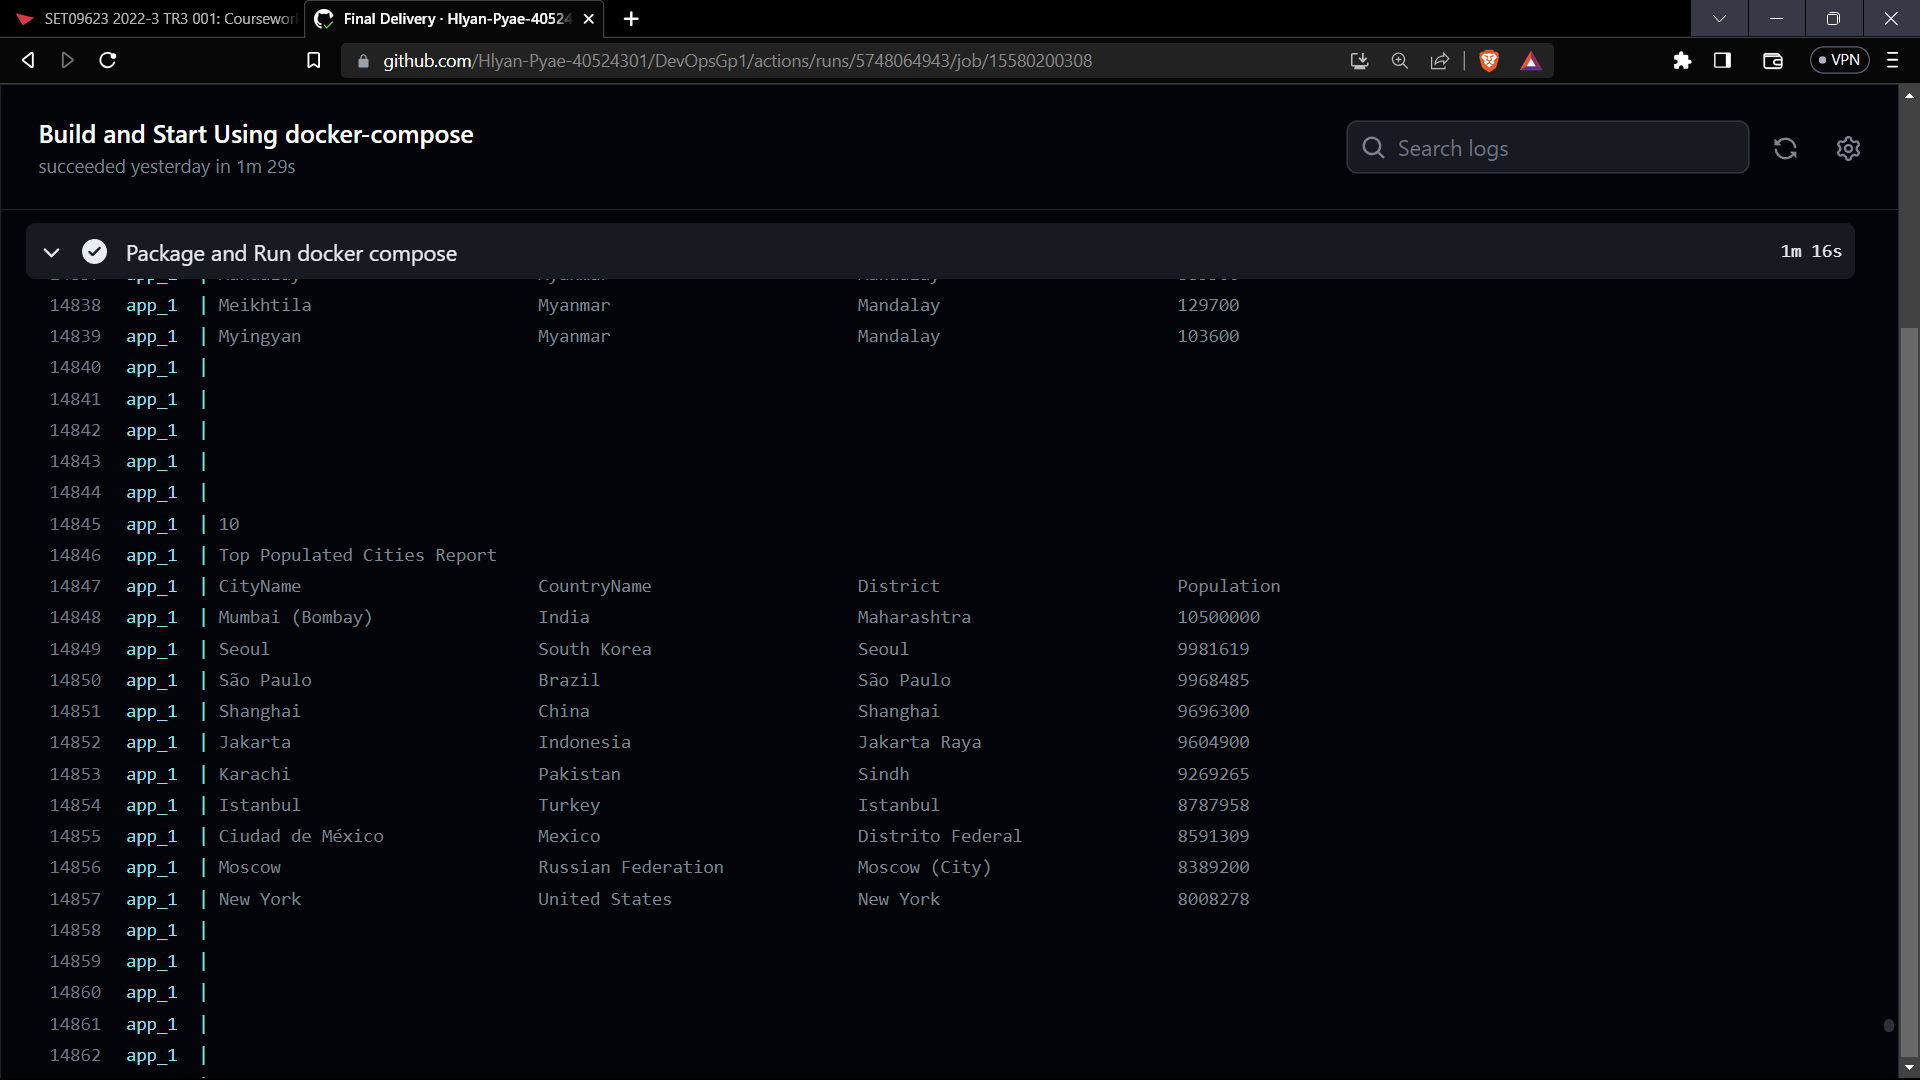 SET09623 2022-3 TR3 001: Coursewor
Final Delivery · Hlyan-Pyae-40524
github.com/Hlyan-Pyae-40524301/DevOpsGp1/actions/runs/5748064943/job/15580200308
VPN
Build and Start Using docker-compose
succeeded yesterday in 1m 29s
Search logs
Package and Run docker compose 1m 16s
14838 app_1 | Meikhtila Myanmar Mandalay 129700
14839 app_1 | Myingyan Myanmar Mandalay 103600
14840 app_1 |
14841 app_1 |
14842 app_1 |
14843 app_1 |
14844 app_1 |
14845 app_1 | 10
14846 app_1 | Top Populated Cities Report
14847 app_1 | CityName CountryName District Population
14848 app_1 | Mumbai (Bombay) India Maharashtra 10500000
14849 app_1 | Seoul South Korea Seoul 9981619
14850 app_1 | São Paulo Brazil São Paulo 9968485
14851 app_1 | Shanghai China Shanghai 9696300
14852 app_1 | Jakarta Indonesia Jakarta Raya 9604900
14853 app_1 | Karachi Pakistan Sindh 9269265
14854 app_1 | Istanbul Turkey Istanbul 8787958
14855 app_1 | Ciudad de México Mexico Distrito Federal 8591309
14856 app_1 | Moscow Russian Federation Moscow (City) 8389200
14857 app_1 | New York United States New York 8008278
14858 app_1 |
14859 app_1 |
14860 app_1 |
14861 app_1 |
14862 app_1 |